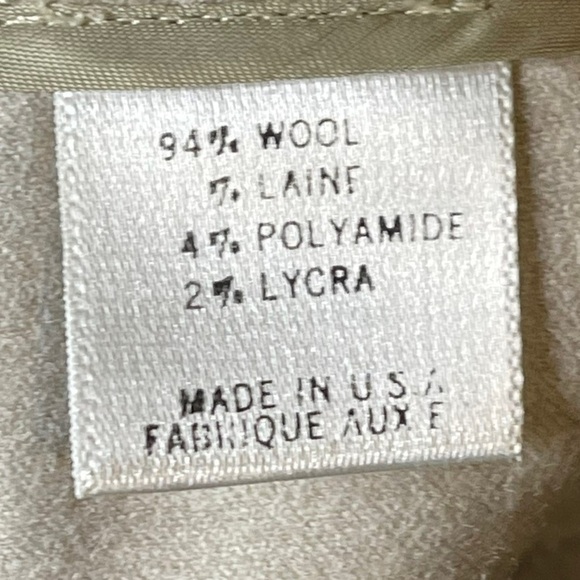 94% WOOL
% LAINE
4% POLYAMIDE
2% LYCRA
MADE IN U.S.A
FABRIQUE AUX E